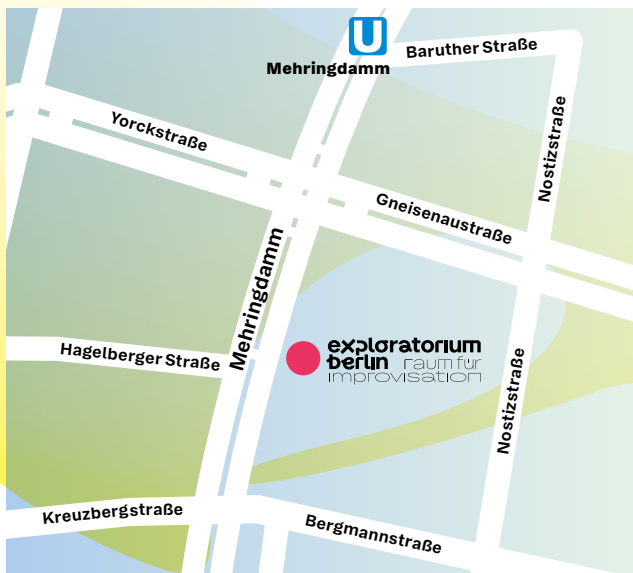 U
Mehringdamm
Baruther Straße
Nostizstraße
Yorckstraße
Gneisenaustraße
Mehringdamm
Hagelberger Straße
exploratorium
berlin raum für
improvisation
Nostizstraße
Kreuzbergstraße
Bergmannstraße